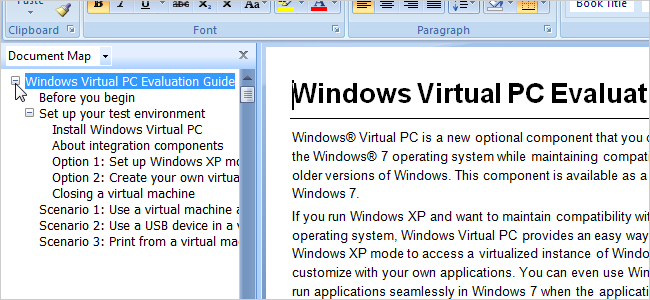 Paste
Book Title
Clipboard
Font
Paragraph
Document Map
Windows Virtual PC Evaluation Guide
Before you begin
Set up your test environment
Install Windows Virtual PC
About integration components
Option 1: Set up Windows XP mo
Option 2: Create your own virtua
Closing a virtual machine
Scenario 1: Use a virtual machine a
Scenario 2: Use a USB device in a v
Scenario 3: Print from a virtual ma
Windows Virtual PC Evaluat
Windows® Virtual PC is a new optional component that you c
the Windows® 7 operating system while maintaining compati
older versions of Windows. This component is available as a
Windows 7.
If you run Windows XP and want to maintain compatibility wit
operating system, Windows Virtual PC provides an easy way
Windows XP mode to access a virtualized instance of Windo
customize with your own applications. You can even use Win
run applications seamlessly in Windows 7 when the applicati